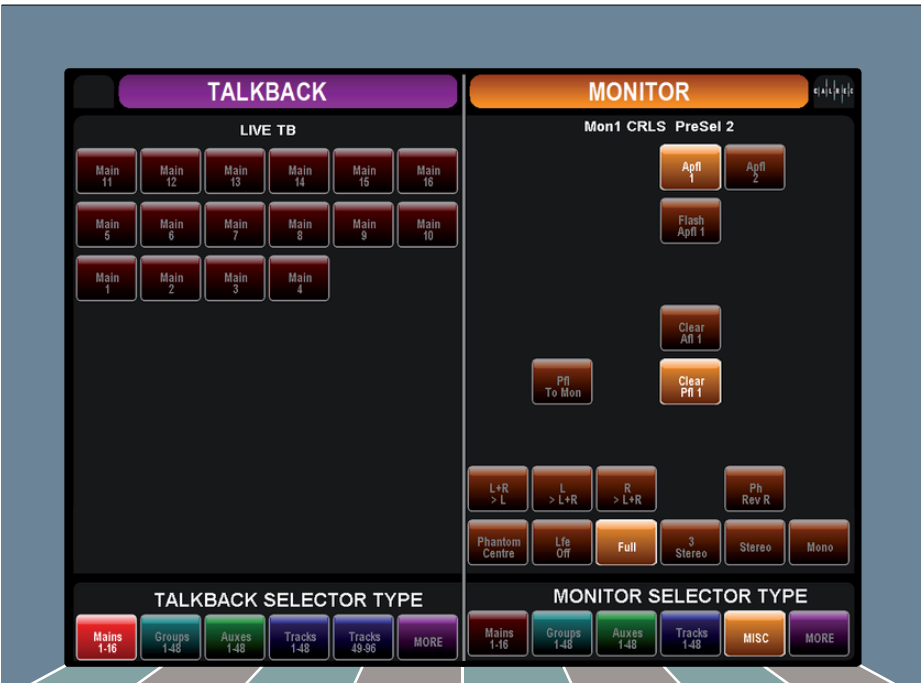 TALKBACK
MONITOR
CALREC
LIVE TB
Mon1 CRLS PreSel 2
Main
11
Main
12
Main
13
Main
14
Main
15
Main
16
Main
5
Main
6
Main
7
Main
8
Main
9
Main
10
Main
1
Main
2
Main
3
Main
4
Apfl
1
Apfl
2
Flash
Apfl 1
Clear
Afl 1
Pfl
To Mon
Clear
Pfl 1
L+R
> L
L
> L+R
R
> L+R
Ph
Rev R
Phantom
Centre
Lfe
Off
Full
3
Stereo
Stereo
Mono
TALKBACK SELECTOR TYPE
Mains
1-16
Groups
1-48
Auxes
1-48
Tracks
1-48
Tracks
49-96
MORE
MONITOR SELECTOR TYPE
Mains
1-16
Groups
1-48
Auxes
1-48
Tracks
1-48
MISC
MORE